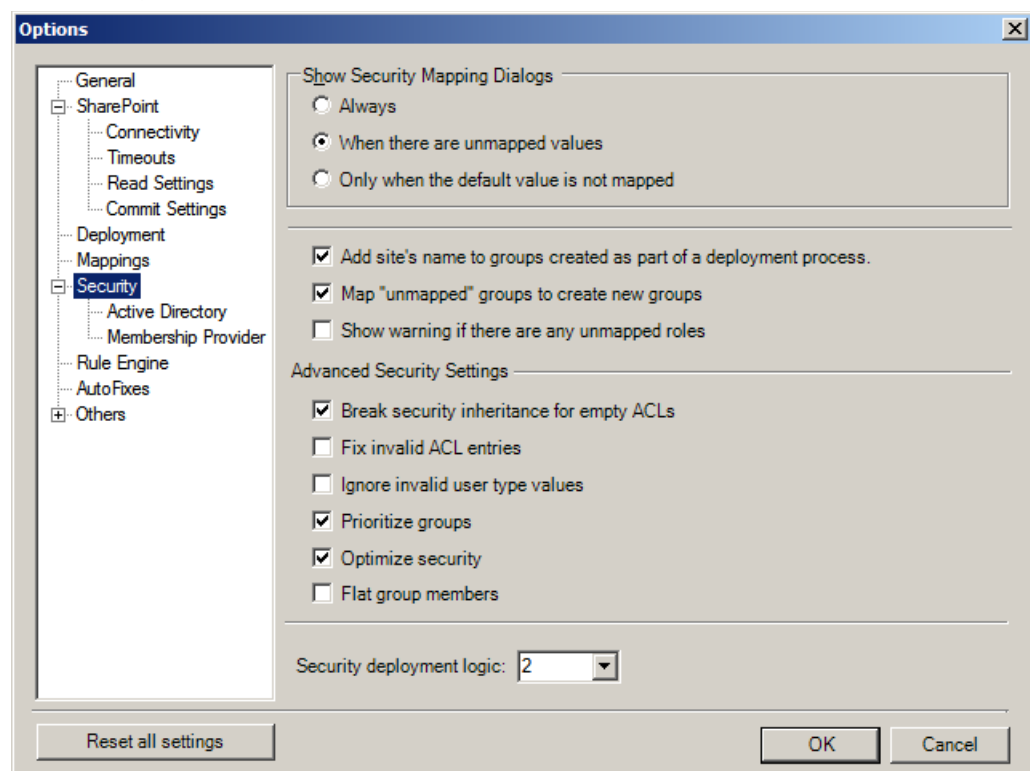 Options
General
SharePoint
Connectivity
Timeouts
Read Settings
Commit Settings
Deployment
Mappings
Security
Active Directory
Membership Provider
Rule Engine
AutoFixes
Others
Show Security Mapping Dialogs
Always
When there are unmapped values
Only when the default value is not mapped
Add site's name to groups created as part of a deployment process.
Map "unmapped" groups to create new groups
Show warning if there are any unmapped roles
Advanced Security Settings
Break security inheritance for empty ACLs
Fix invalid ACL entries
Ignore invalid user type values
Prioritize groups
Optimize security
Flat group members
Security deployment logic: 2
Reset all settings
OK
Cancel